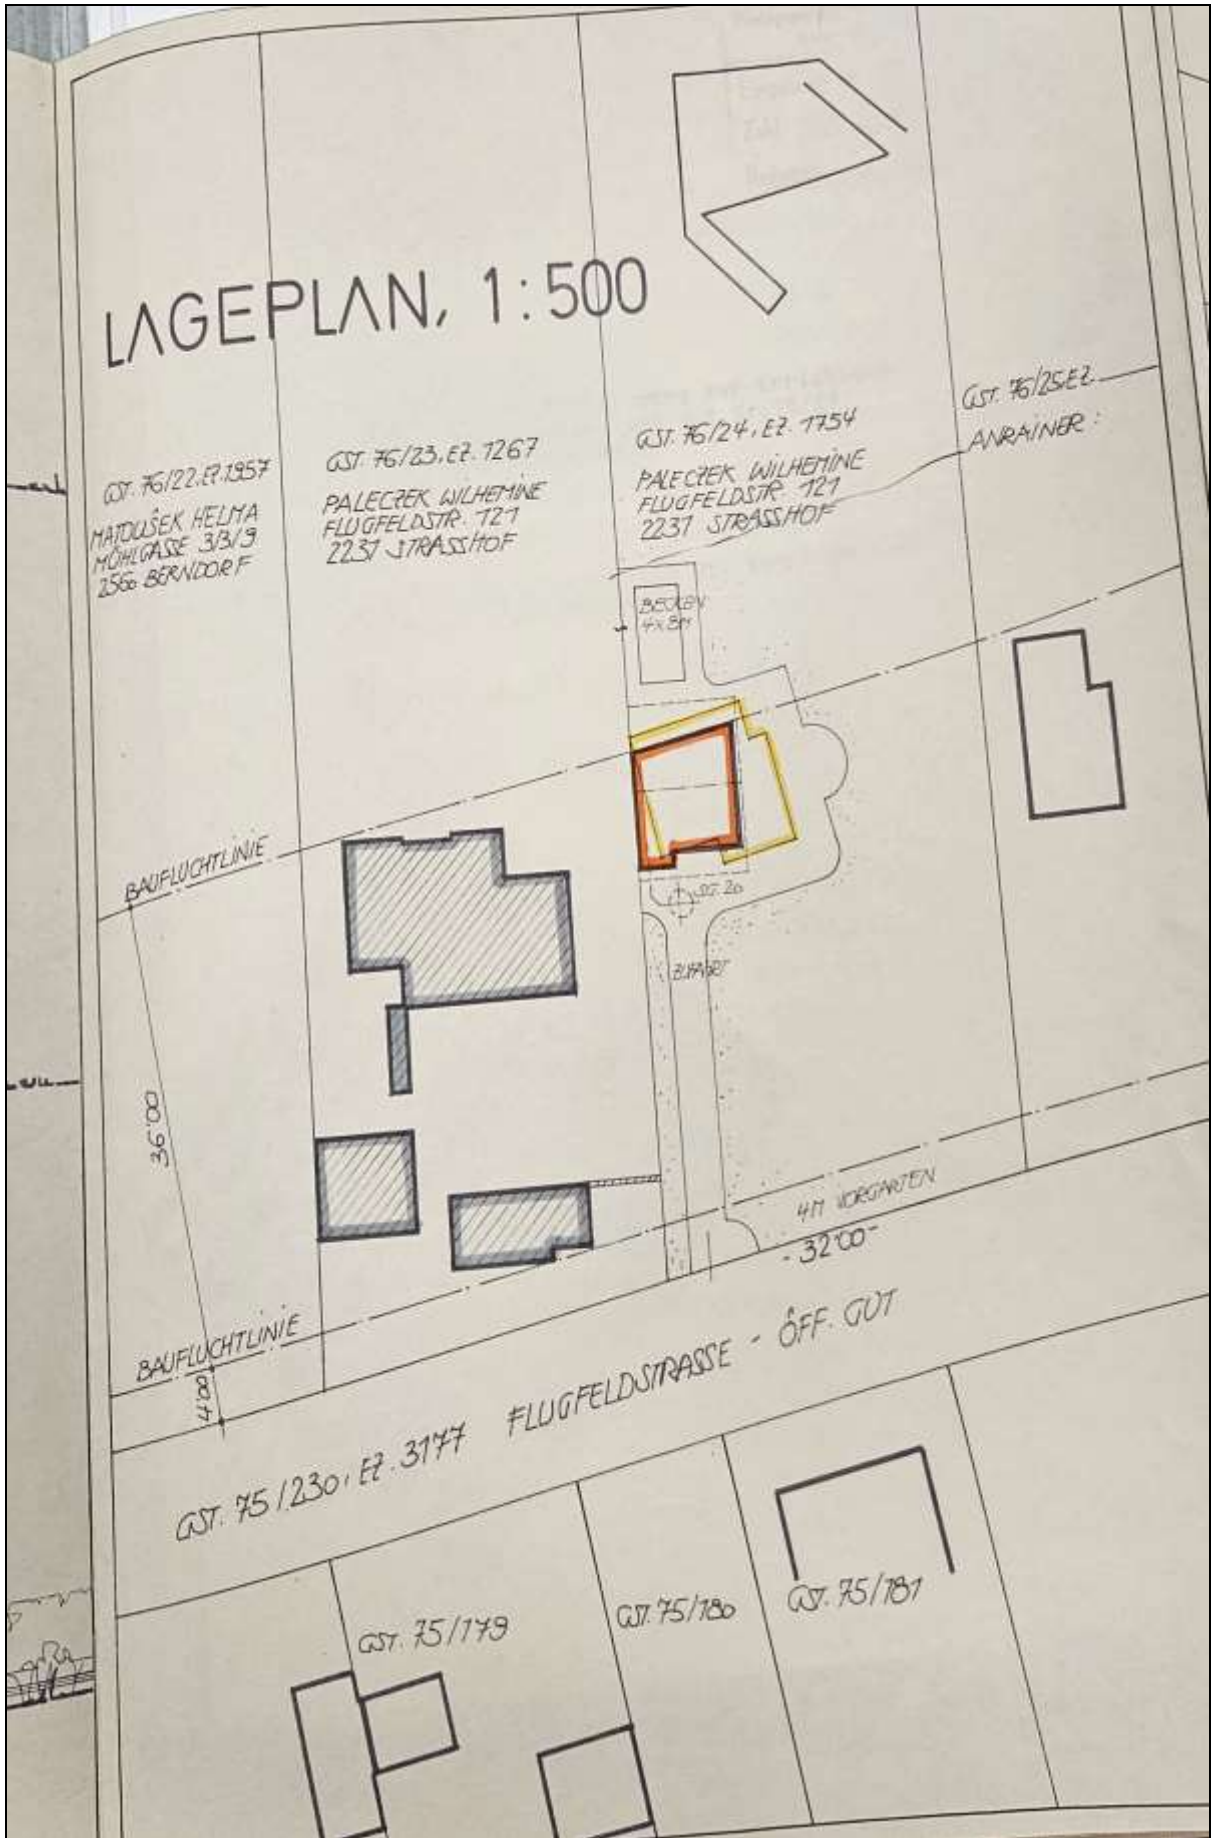 LAGEPLAN, 1:500
GST. 76/22, EZ. 1957
MATOUŠEK HELMA
MÜHLGASSE 3/3/9
2560 BERNDORF
GST. 76/23, EZ. 1267
PALECZEK WILHEMINE
FLUGFELDSTR. 121
2231 STRASSHOF
GST. 76/24, EZ. 1754
PALECZEK WILHEMINE
FLUGFELDSTR. 121
2231 STRASSHOF
GST. 76/25, EZ.
ANRAINER:
BECKEN
4x8M
BAUFLUCHTLINIE
ZUFAHRT
36'00
4M VORGARTEN
-32'00-
BAUFLUCHTLINIE
4'00
GST. 75/230, EZ. 3177 FLUGFELDSTRASSE - ÖFF. GUT
GST. 75/179
GST. 75/180
GST. 75/181